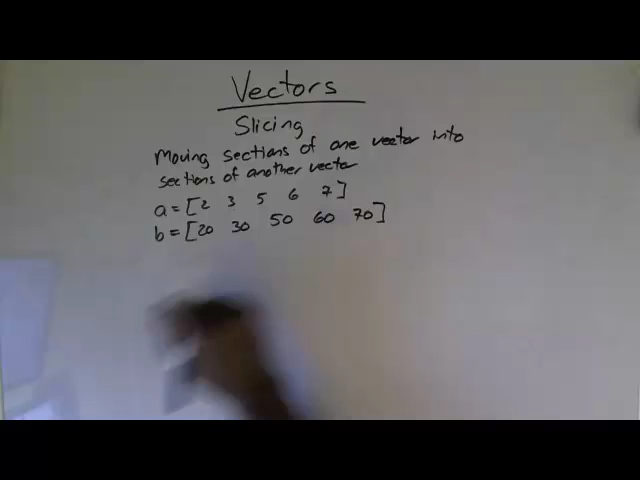 Vectors
Slicing
Moving sections of one vector into
sections of another vector
a = [2 3 5 6 7]
b = [20 30 50 60 70]